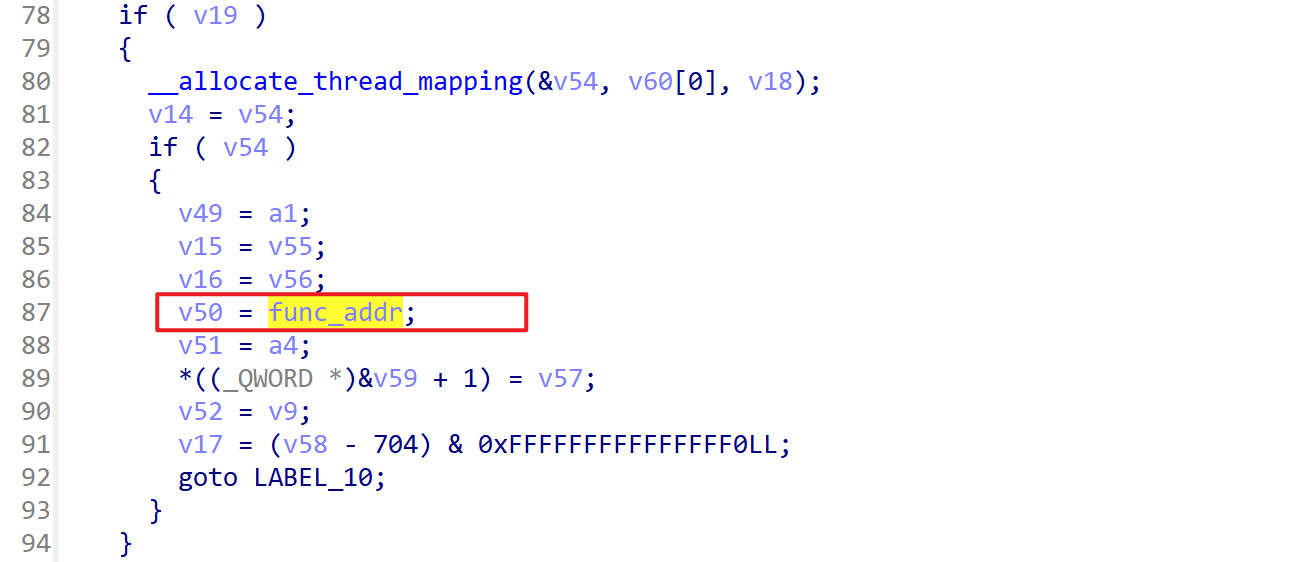 78 if ( v19 )
79 {
80 __allocate_thread_mapping(&v54, v60[0], v18);
81 v14 = v54;
82 if ( v54 )
83 {
84 v49 = a1;
85 v15 = v55;
86 v16 = v56;
87 v50 = func_addr;
88 v51 = a4;
89 *((_QWORD *)&v59 + 1) = v57;
90 v52 = v9;
91 v17 = (v58 - 704) & 0xFFFFFFFFFFFFFFF0LL;
92 goto LABEL_10;
93 }
94 }